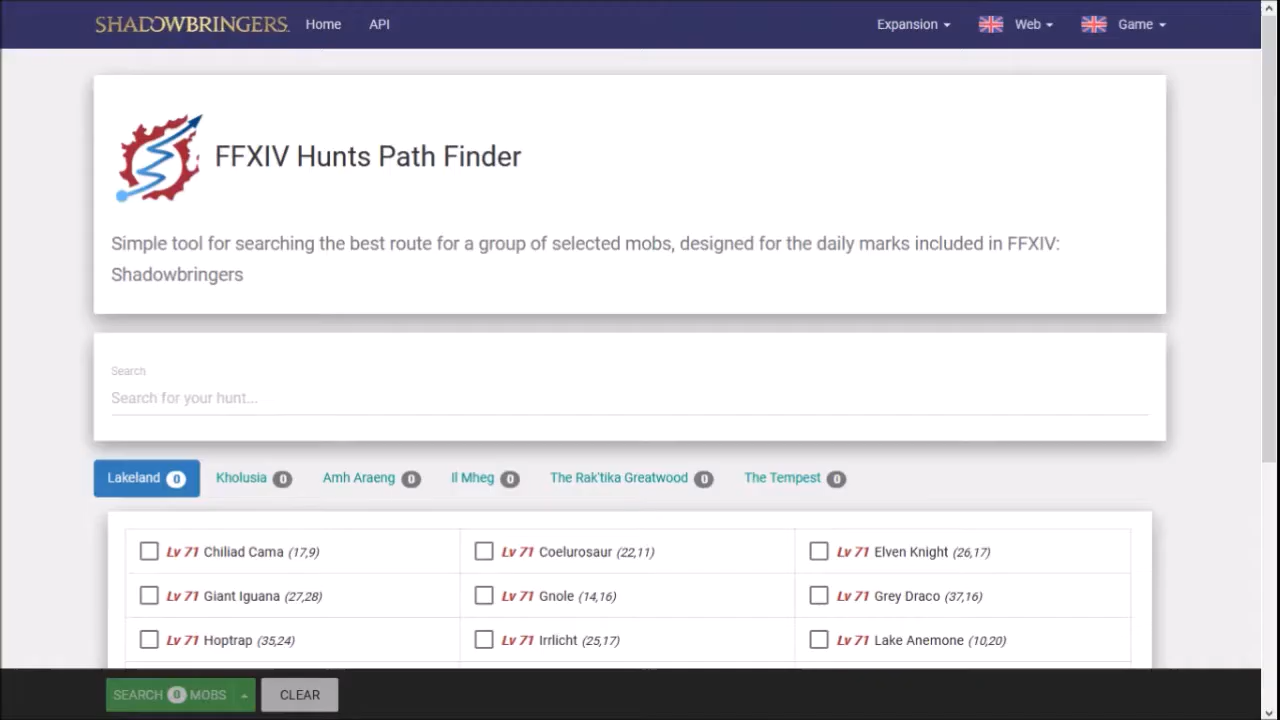 SHADOWBRINGERS Home API Expansion Web Game
FFXIV Hunts Path Finder
Simple tool for searching the best route for a group of selected mobs, designed for the daily marks included in FFXIV:
Shadowbringers
Search
Search for your hunt...
Lakeland 0 Kholusia 0 Amh Araeng 0 Il Mheg 0 The Rak'tika Greatwood 0 The Tempest 0
Lv 71 Chiliad Cama (17,9) Lv 71 Coelurosaur (22,11) Lv 71 Elven Knight (26,17)
Lv 71 Giant Iguana (27,28) Lv 71 Gnole (14,16) Lv 71 Grey Draco (37,16)
Lv 71 Hoptrap (35,24) Lv 71 Irrlicht (25,17) Lv 71 Lake Anemone (10,20)
SEARCH 0 MOBS CLEAR